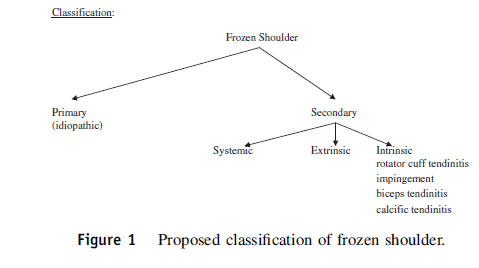 Classification:
Frozen Shoulder
Primary
(idiopathic)
Secondary
Systemic
Extrinsic
Intrinsic
rotator cuff tendinitis
impingement
biceps tendinitis
calcific tendinitis
Figure 1 Proposed classification of frozen shoulder.